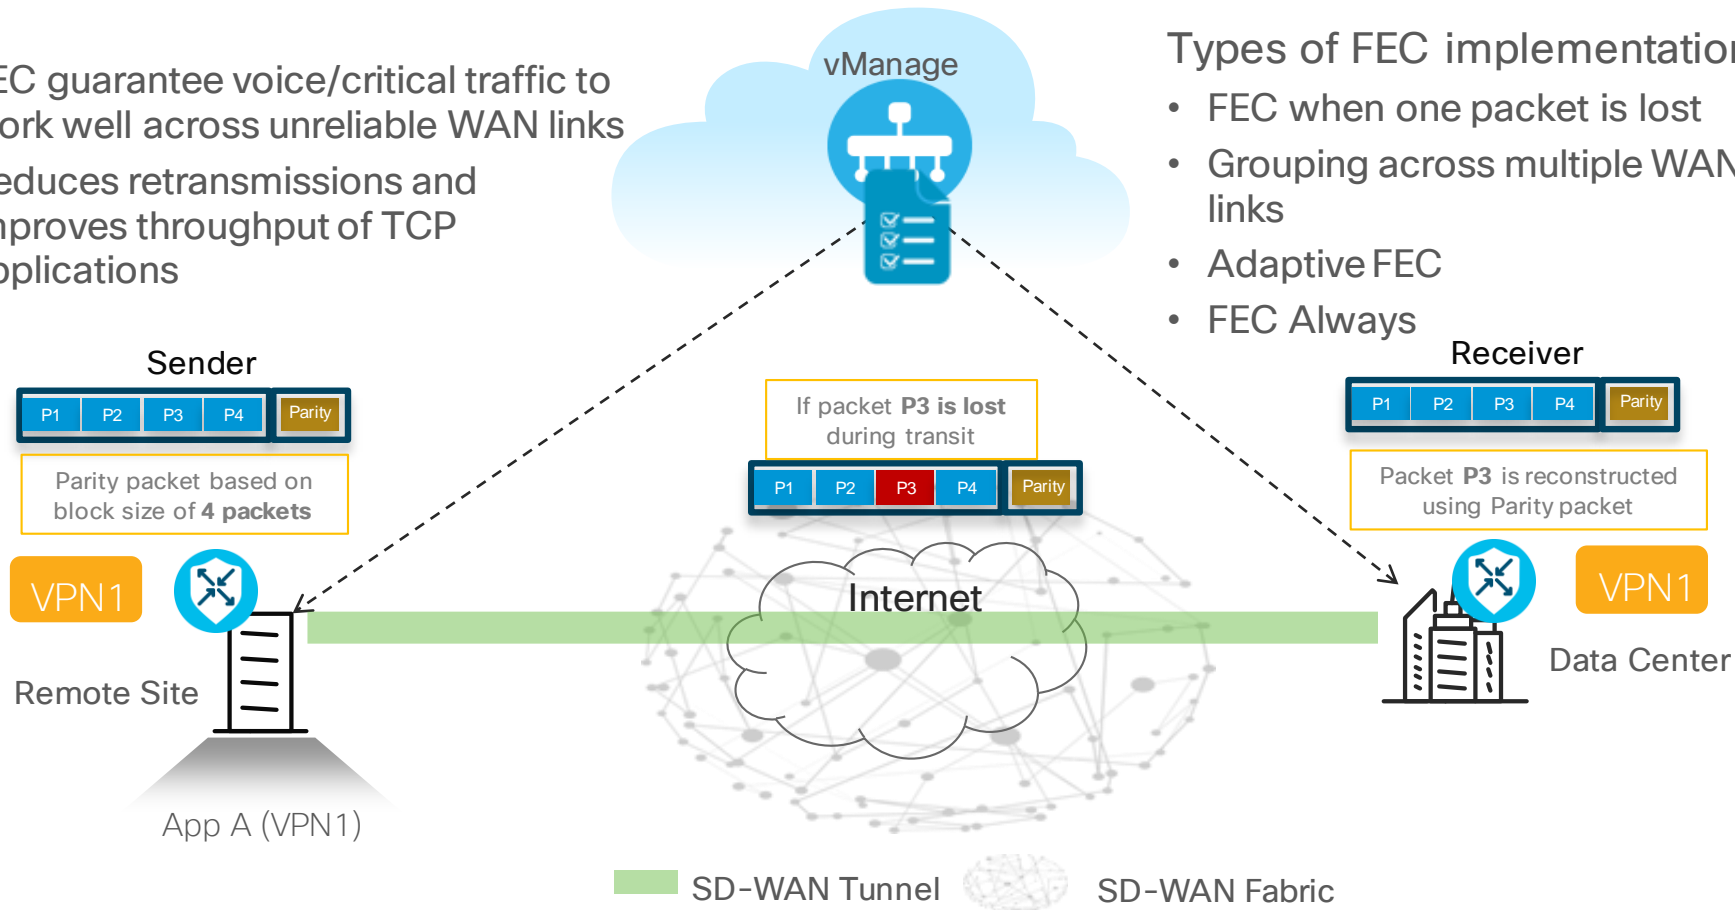 EC guarantee voice/critical traffic to
ork well across unreliable WAN links
educes retransmissions and
mproves throughput of TCP
pplications
vManage
Types of FEC implementation
• FEC when one packet is lost
• Grouping across multiple WAN
links
• Adaptive FEC
• FEC Always
Sender
P1 P2 P3 P4 Parity
Parity packet based on
block size of 4 packets
If packet P3 is lost
during transit
P1 P2 P3 P4 Parity
Receiver
P1 P2 P3 P4 Parity
Packet P3 is reconstructed
using Parity packet
VPN1
Internet
VPN1
Remote Site
Data Center
App A (VPN1)
SD-WAN Tunnel
SD-WAN Fabric